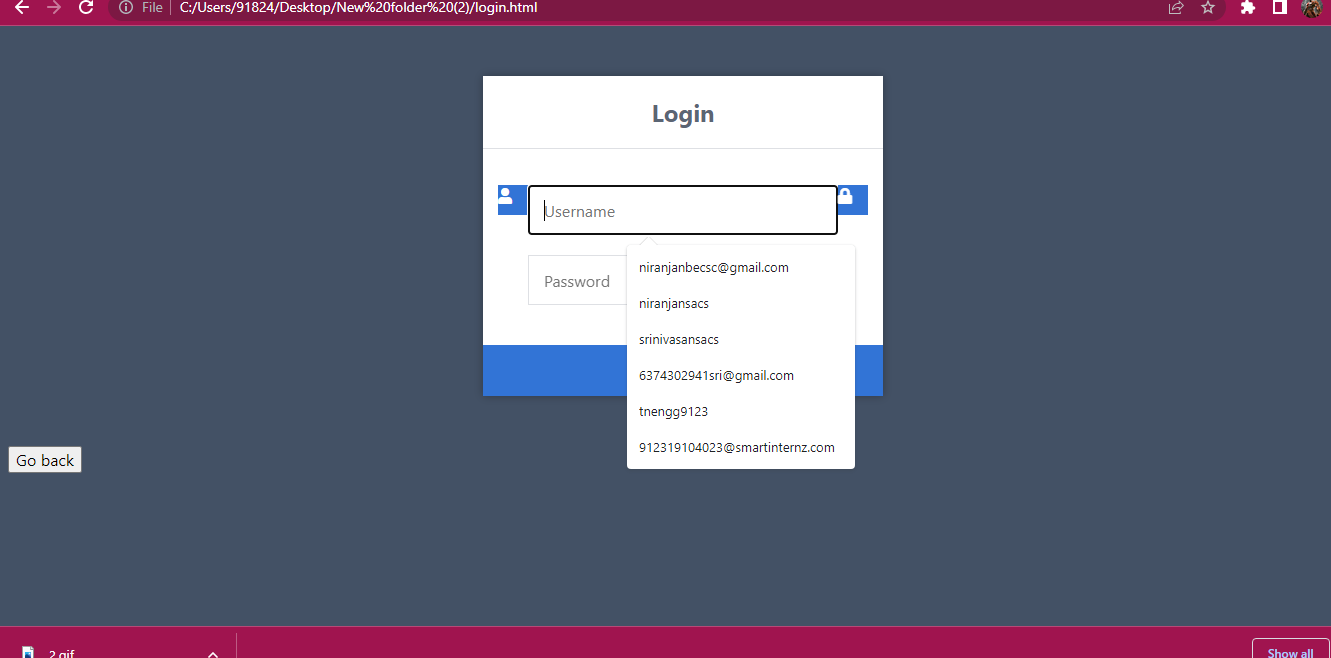 File C:/Users/91824/Desktop/New%20folder%20(2)/login.html
Login
Username
Password
niranjanbecsc@gmail.com
niranjansacs
srinivasansacs
6374302941sri@gmail.com
tnengg9123
912319104023@smartinternz.com
Go back
2.gif
Show all